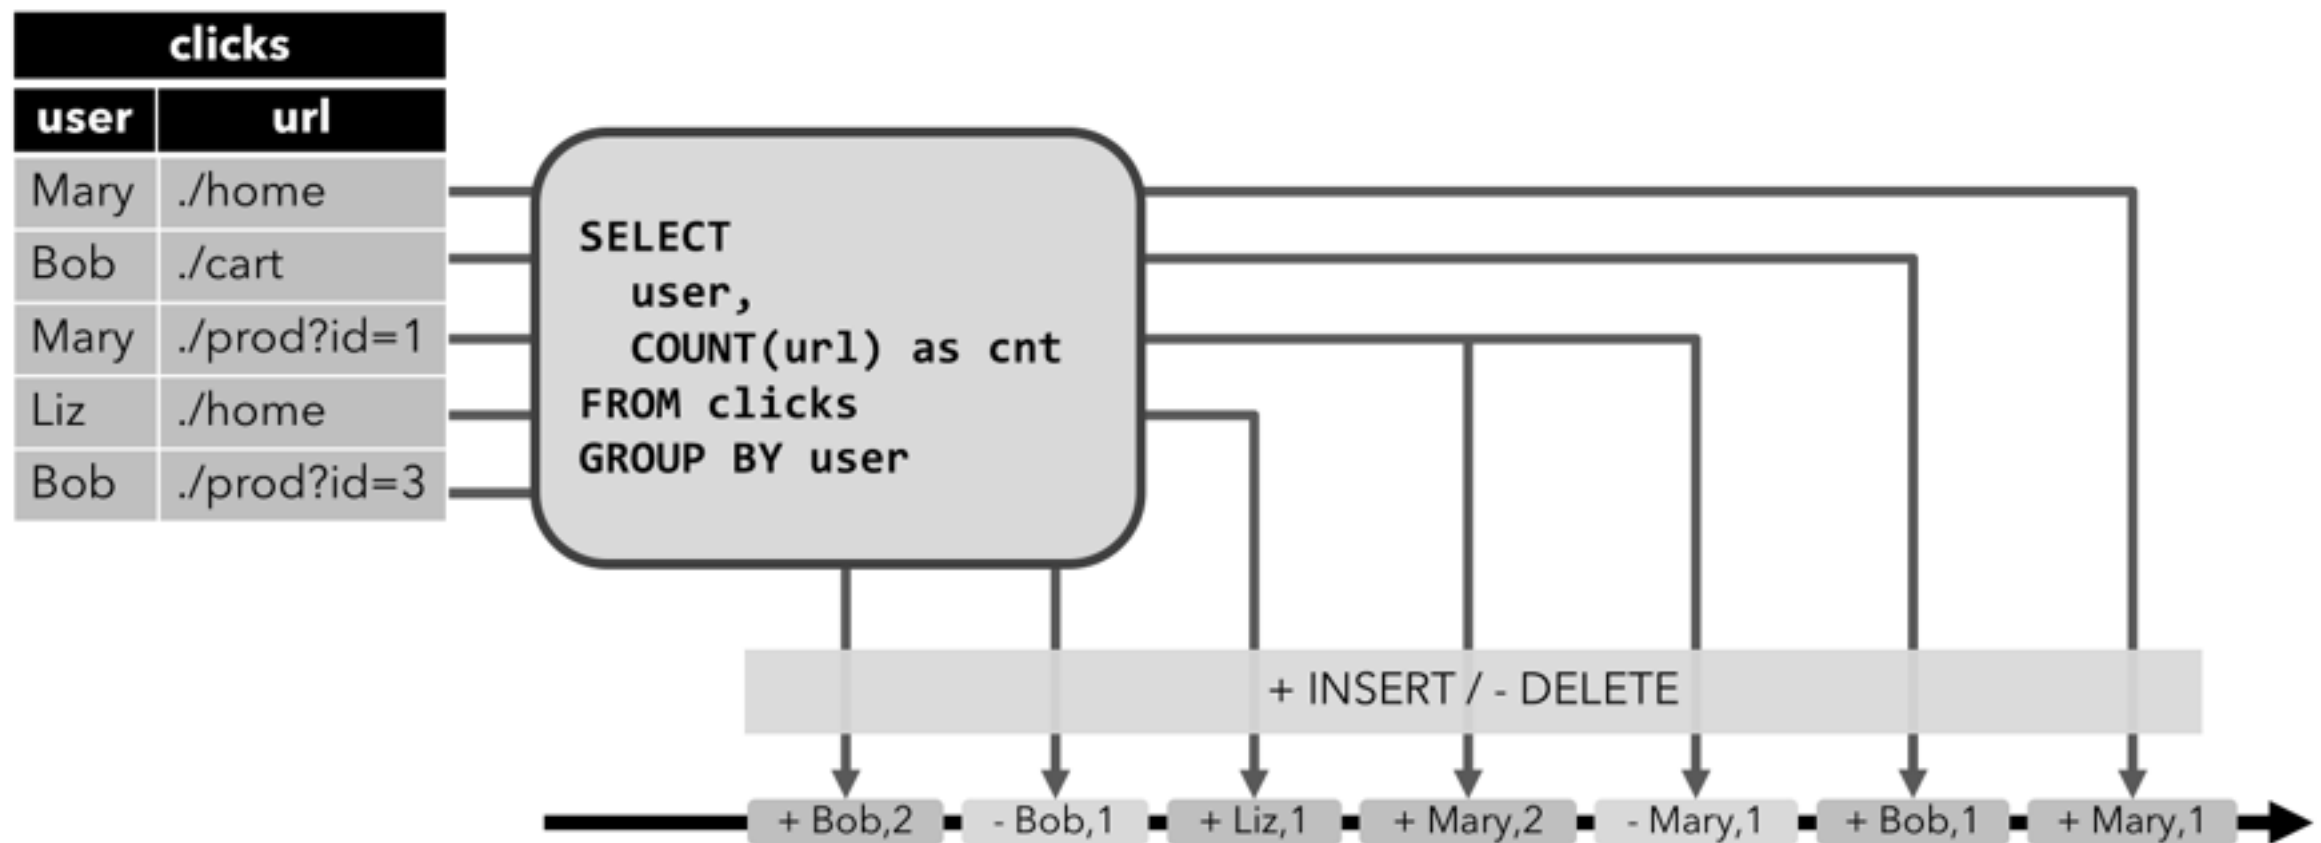 clicks
user url
Mary ./home
Bob ./cart
Mary ./prod?id=1
Liz ./home
Bob ./prod?id=3
SELECT
user,
COUNT(url) as cnt
FROM clicks
GROUP BY user
+ INSERT / - DELETE
+ Bob,2 - Bob,1 + Liz,1 + Mary,2 - Mary,1 + Bob,1 + Mary,1